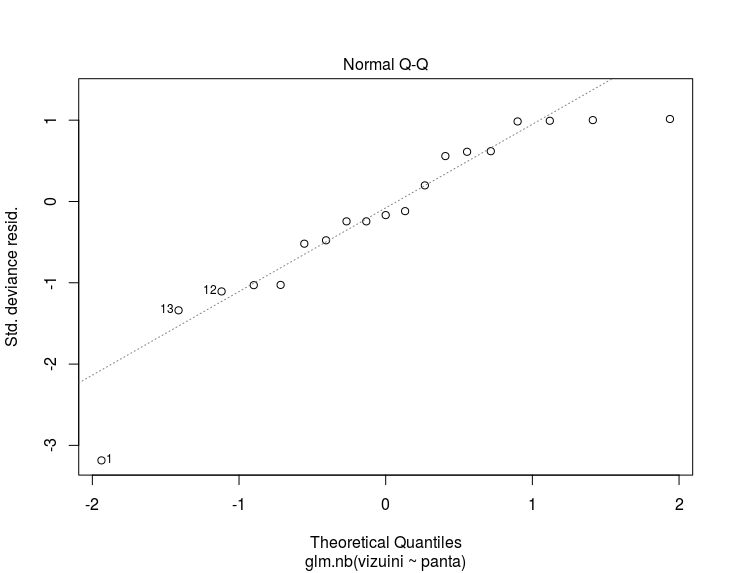 Normal Q-Q
Std. deviance resid.
1
0
-1
-2
-3
12
13
1
-2 -1 0 1 2
Theoretical Quantiles
glm.nb(vizuini ~ panta)